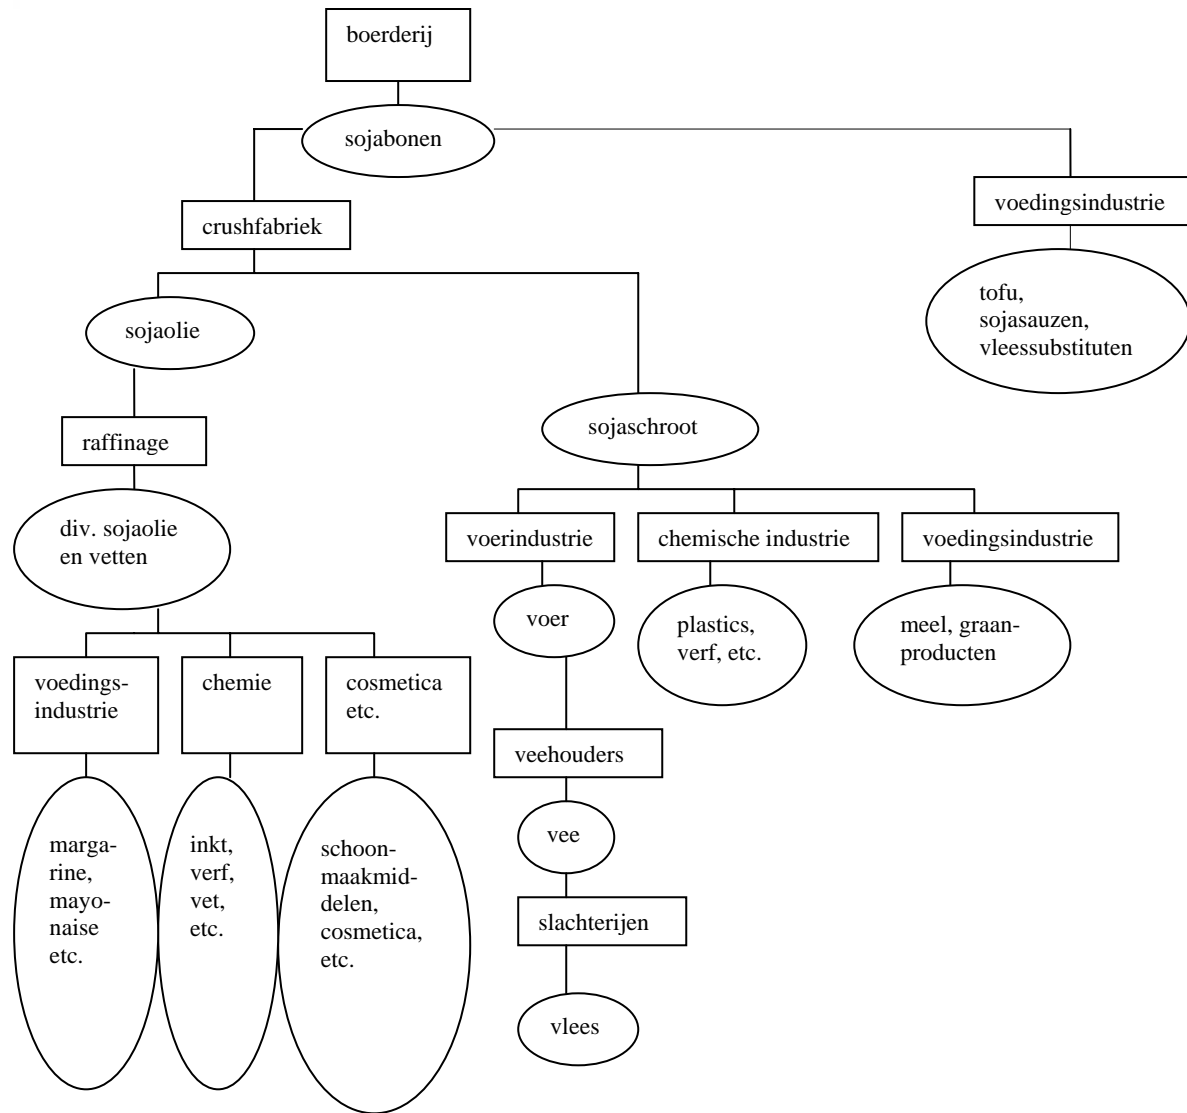 boerderij
sojabonen
crushfabriek
voedingsindustrie
tofu,
sojasauzen,
vleessubstituten
sojaolie
sojaschroot
raffinage
div. sojaolie
en vetten
voerindustrie
chemische industrie
voedingsindustrie
voer
plastics,
verf, etc.
meel, graan-
producten
voedings-
industrie
chemie
cosmetica
etc.
veehouders
vee
marga-
rine,
mayo-
naise
etc.
inkt,
verf,
vet,
etc.
schoon-
maakmid-
delen,
cosmetica,
etc.
slachterijen
vlees